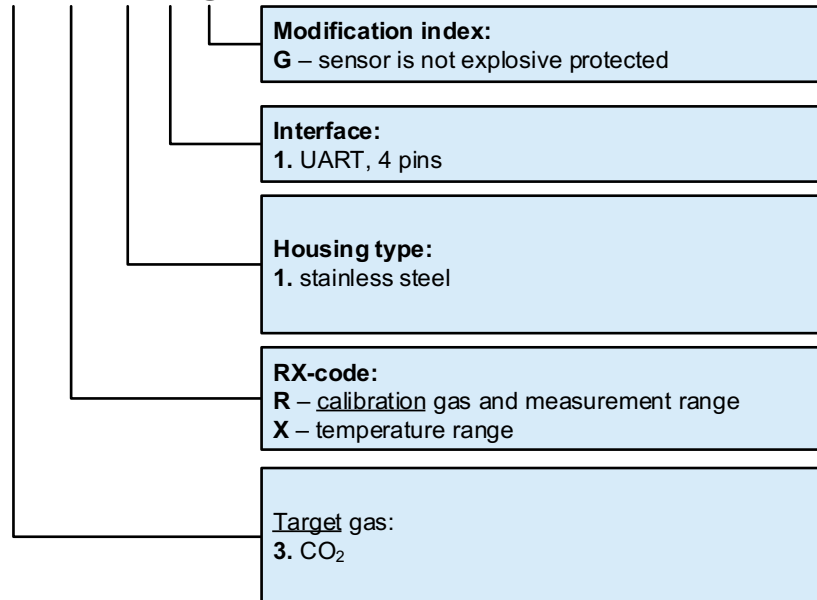 Modification index:
G – sensor is not explosive protected
Interface:
1. UART, 4 pins
Housing type:
1. stainless steel
RX-code:
R – calibration gas and measurement range
X – temperature range
Target gas:
3. CO₂